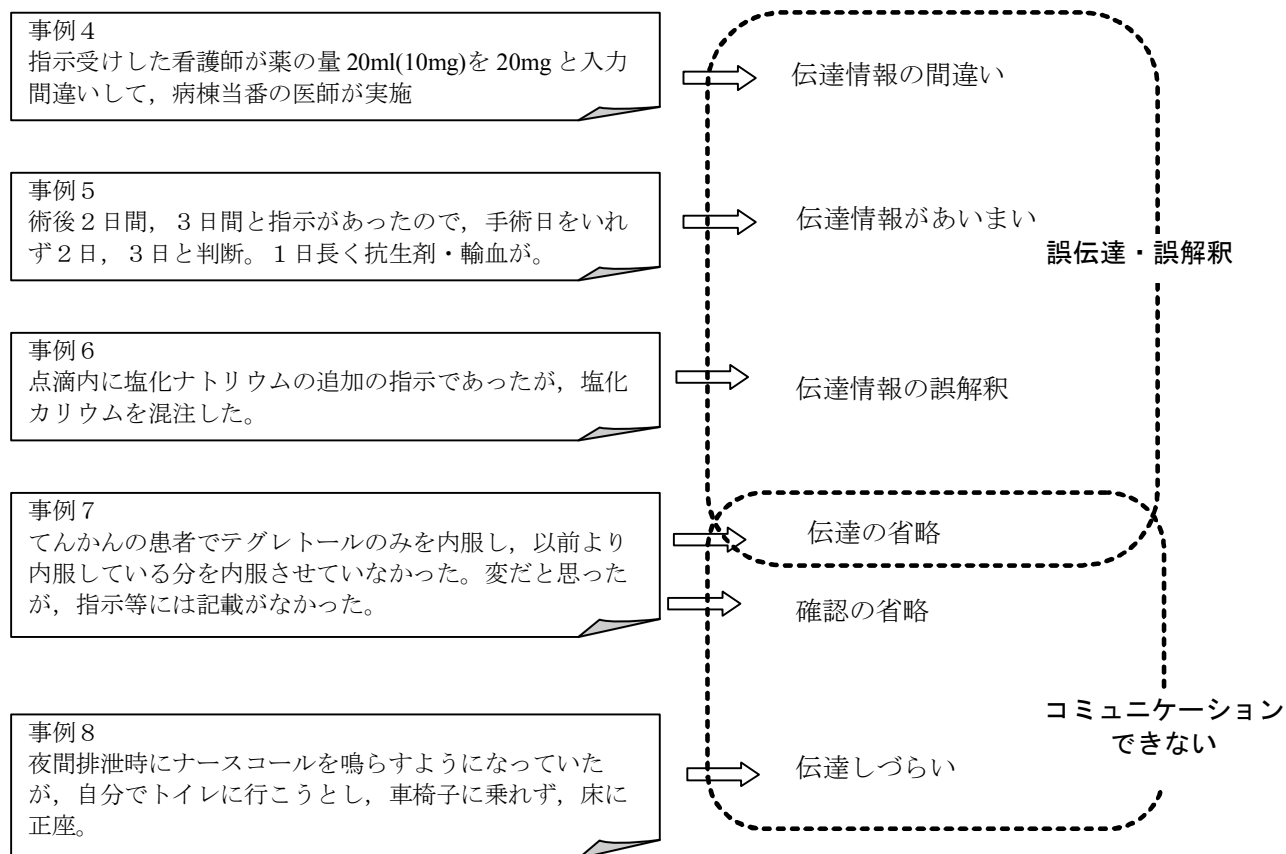 事例４
指示受けした看護師が薬の量 20ml(10mg)を 20mg と入力
間違いして，病棟当番の医師が実施
伝達情報の間違い
事例５
術後２日間，３日間と指示があったので，手術日をいれ
ず２日，３日と判断。１日長く抗生剤・輸血が。
伝達情報があいまい
誤伝達・誤解釈
事例６
点滴内に塩化ナトリウムの追加の指示であったが，塩化
カリウムを混注した。
伝達情報の誤解釈
事例７
てんかんの患者でテグレトールのみを内服し，以前より
内服している分を内服させていなかった。変だと思った
が，指示等には記載がなかった。
伝達の省略
確認の省略
コミュニケーション
できない
事例８
夜間排泄時にナースコールを鳴らすようになっていた
が，自分でトイレに行こうとし，車椅子に乗れず，床に
正座。
伝達しづらい